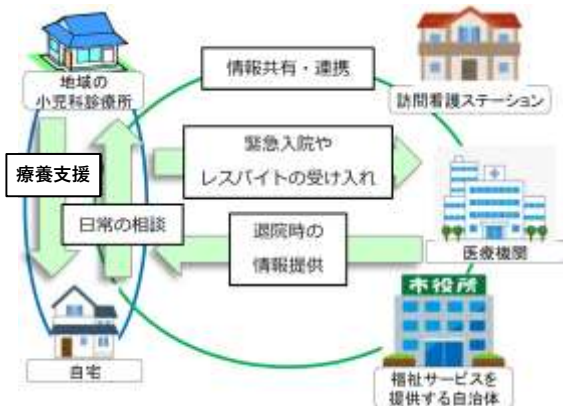 地域の
小児科診療所
情報共有・連携
訪問看護ステーション
緊急入院や
レスパイトの受け入れ
療養支援
日常の相談
退院時の
情報提供
医療機関
市役所
自宅
福祉サービスを
提供する自治体